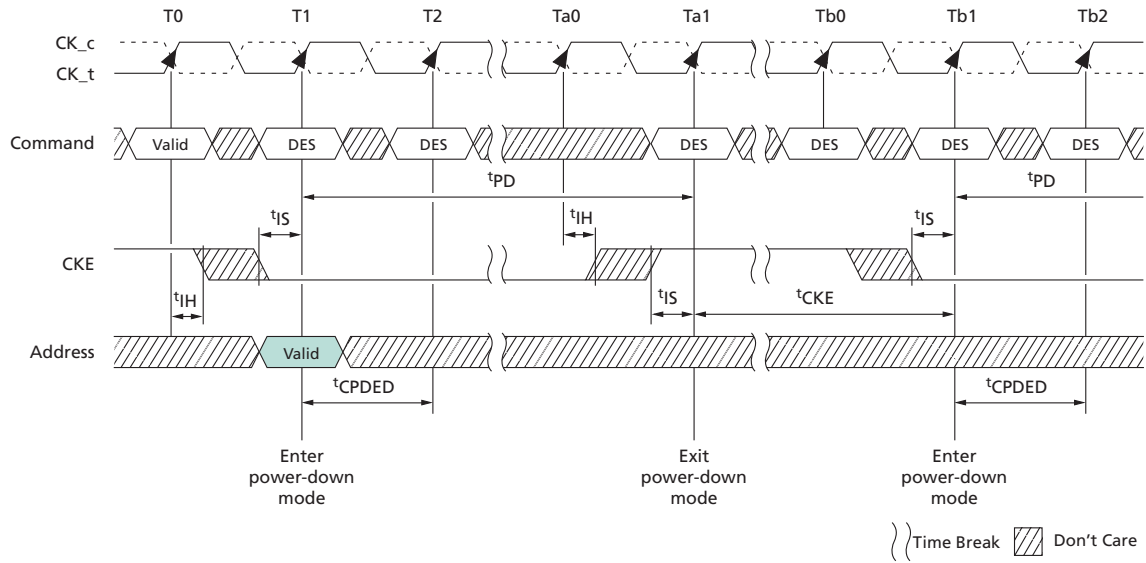 T0 T1 T2 Ta0 Ta1 Tb0 Tb1 Tb2
CK_c
CK_t
Command Valid DES DES DES DES DES DES
tPD tPD
tIS tIH tIS
CKE
tIH tIS tCKE
Address Valid
tCPDED tCPDED
Enter power-down mode
Exit power-down mode
Enter power-down mode
Time Break Don't Care